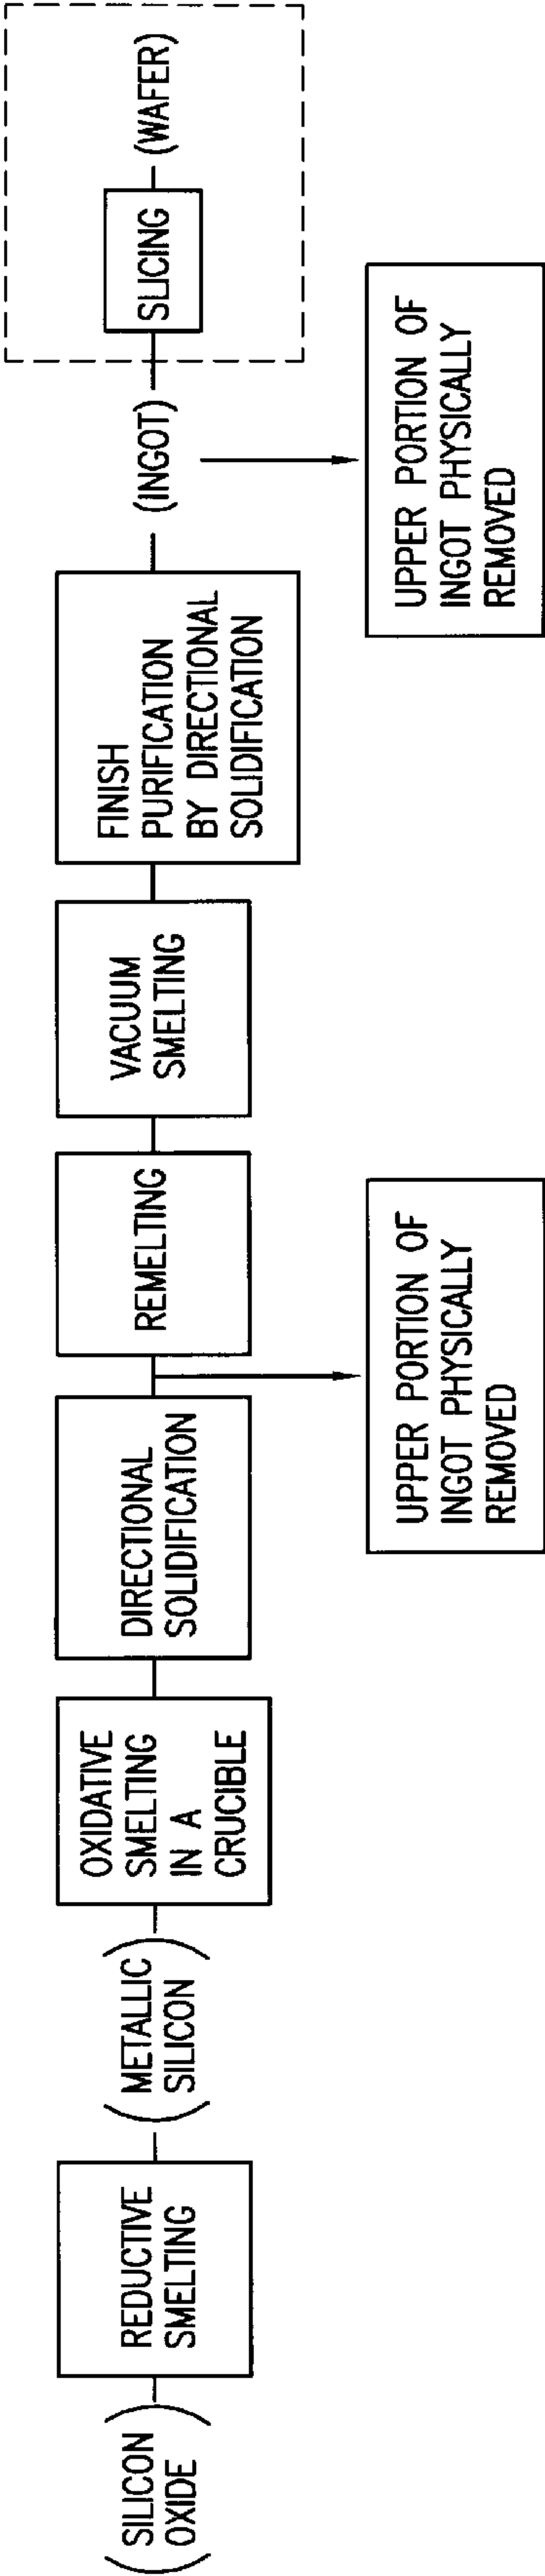 (SILICON
OXIDE)
REDUCTIVE
SMELTING
(METALLIC
SILICON)
OXIDATIVE
SMELTING
IN A
CRUCIBLE
DIRECTIONAL
SOLIDIFICATION
UPPER PORTION OF
INGOT PHYSICALLY
REMOVED
REMELTING
VACUUM
SMELTING
FINISH
PURIFICATION
BY DIRECTIONAL
SOLIDIFICATION
(INGOT)
UPPER PORTION OF
INGOT PHYSICALLY
REMOVED
SLICING
(WAFER)